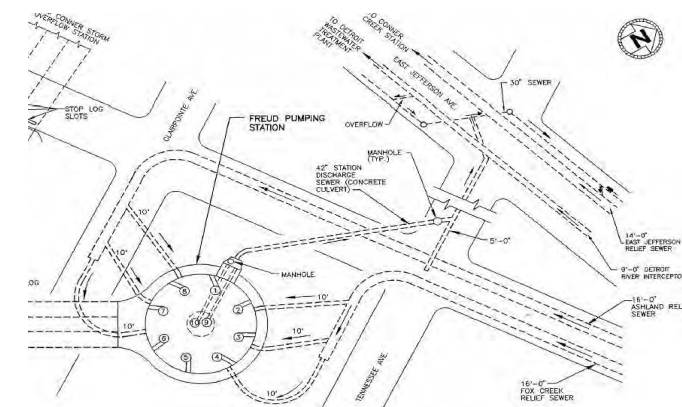 CONNER STORM
OVERFLOW STATION
STOP LOG
SLOTS
CLAIRPOINTE AVE.
FREUD PUMPING
STATION
TO DETROIT
WASTEWATER
TREATMENT
PLANT
TO CONNER
CREEK STATION
EAST JEFFERSON AVE.
N
30" SEWER
OVERFLOW
MANHOLE
(TYP.)
42" STATION
DISCHARGE
SEWER (CONCRETE
CULVERT)
5'-0"
14'-0"
EAST JEFFERSON
RELIEF SEWER
9'-0" DETROIT
RIVER INTERCEPTO
16'-0"
ASHLAND REL
SEWER
16'-0"
FOX CREEK
RELIEF SEWER
TENNESSEE AVE.
MANHOLE
OG
10'
10'
10'
10'
10'
10'
1
2
3
4
5
6
7
8
9
10